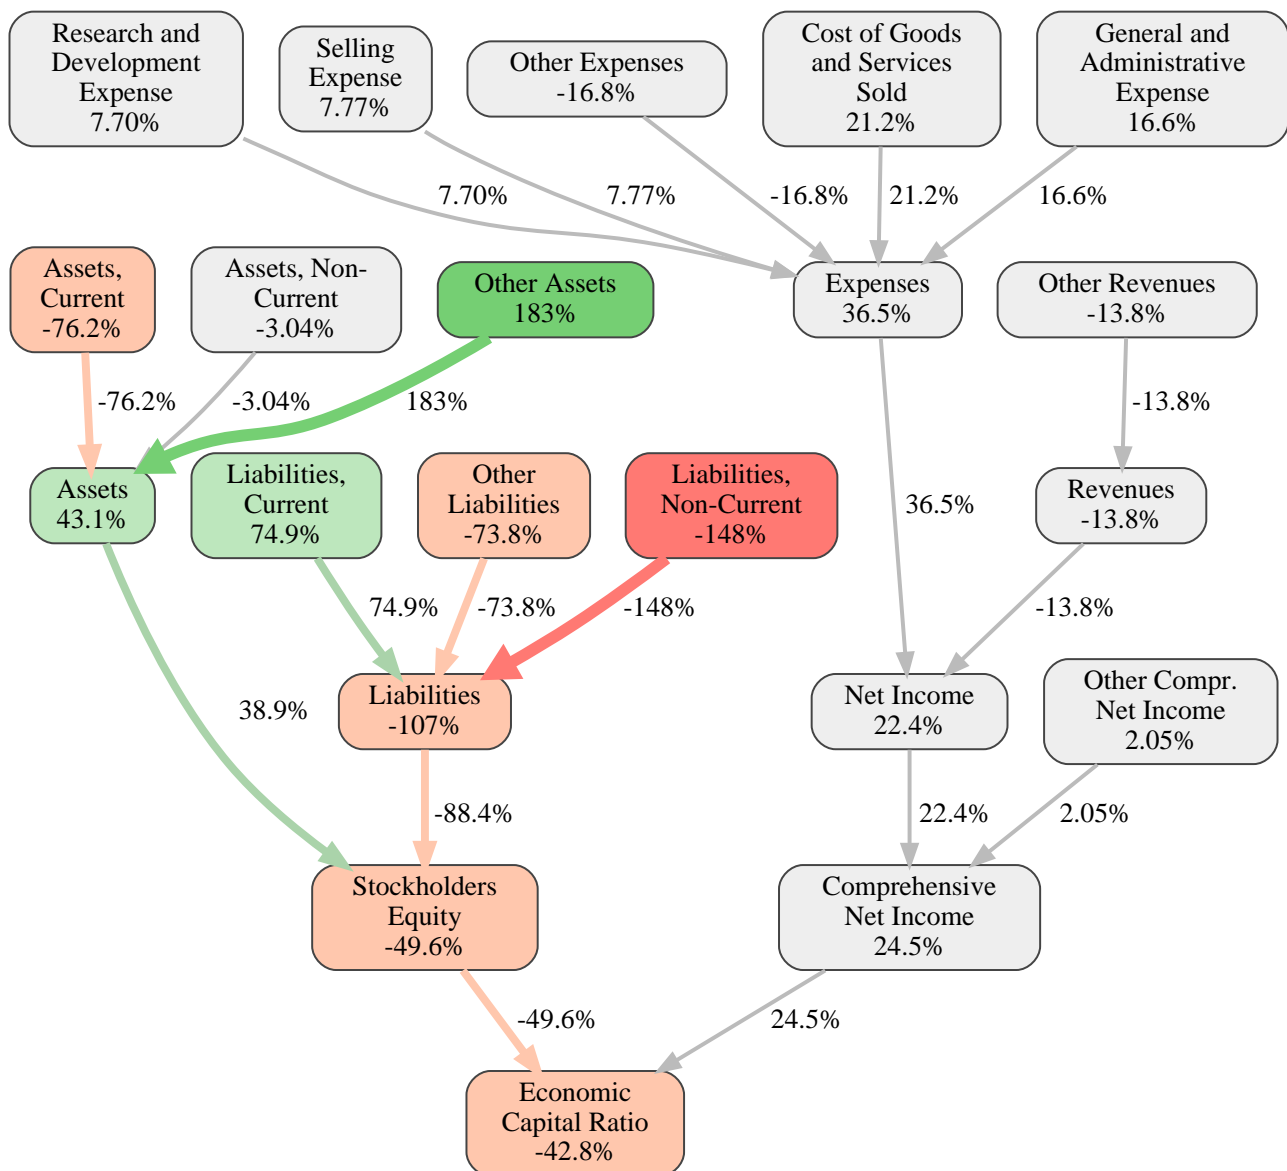 Research and
Development
Expense
7.70%
Selling
Expense
7.77%
Other Expenses
-16.8%
Cost of Goods
and Services
Sold
21.2%
General and
Administrative
Expense
16.6%
7.70%
7.77%
-16.8%
21.2%
16.6%
Assets,
Current
-76.2%
Assets, Non-
Current
-3.04%
Other Assets
183%
Expenses
36.5%
Other Revenues
-13.8%
-76.2%
-3.04%
183%
-13.8%
Assets
43.1%
Liabilities,
Current
74.9%
Other
Liabilities
-73.8%
Liabilities,
Non-Current
-148%
36.5%
Revenues
-13.8%
74.9%
-73.8%
-148%
-13.8%
38.9%
Liabilities
-107%
Net Income
22.4%
Other Compr.
Net Income
2.05%
-88.4%
22.4%
2.05%
Stockholders
Equity
-49.6%
Comprehensive
Net Income
24.5%
-49.6%
24.5%
Economic
Capital Ratio
-42.8%